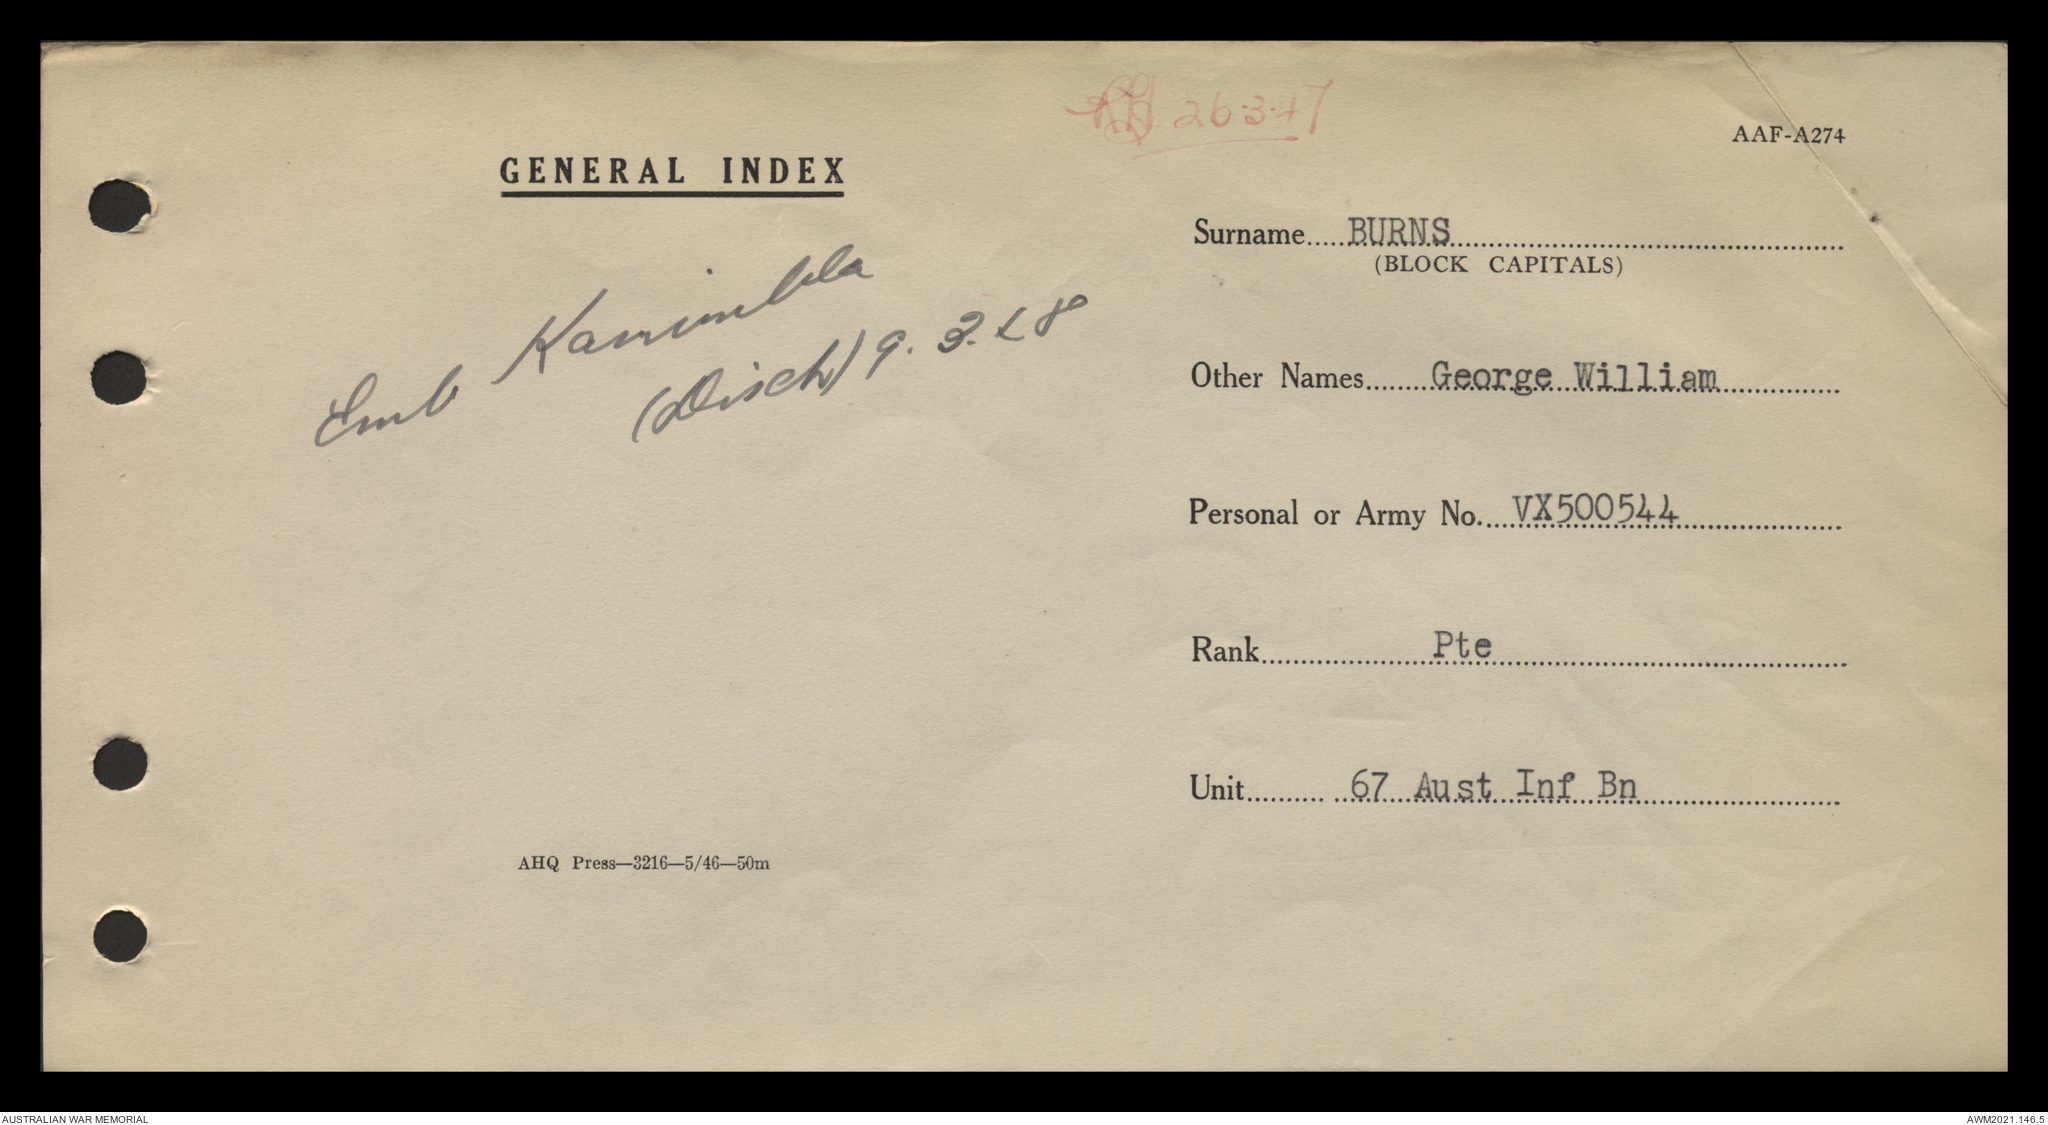 26.3.47
AAF-A274
GENERAL INDEX
Emb Kanimbla
(Disch) 9.3.48
Surname.....BURNS
(BLOCK CAPITALS)
Other Names.......George William
Personal or Army No....VX500544
Rank..........Pte
Unit..........67 Aust Inf Bn
AHQ Press—3216—5/46—50m
AUSTRALIAN WAR MEMORIAL
AWM2021.146.5